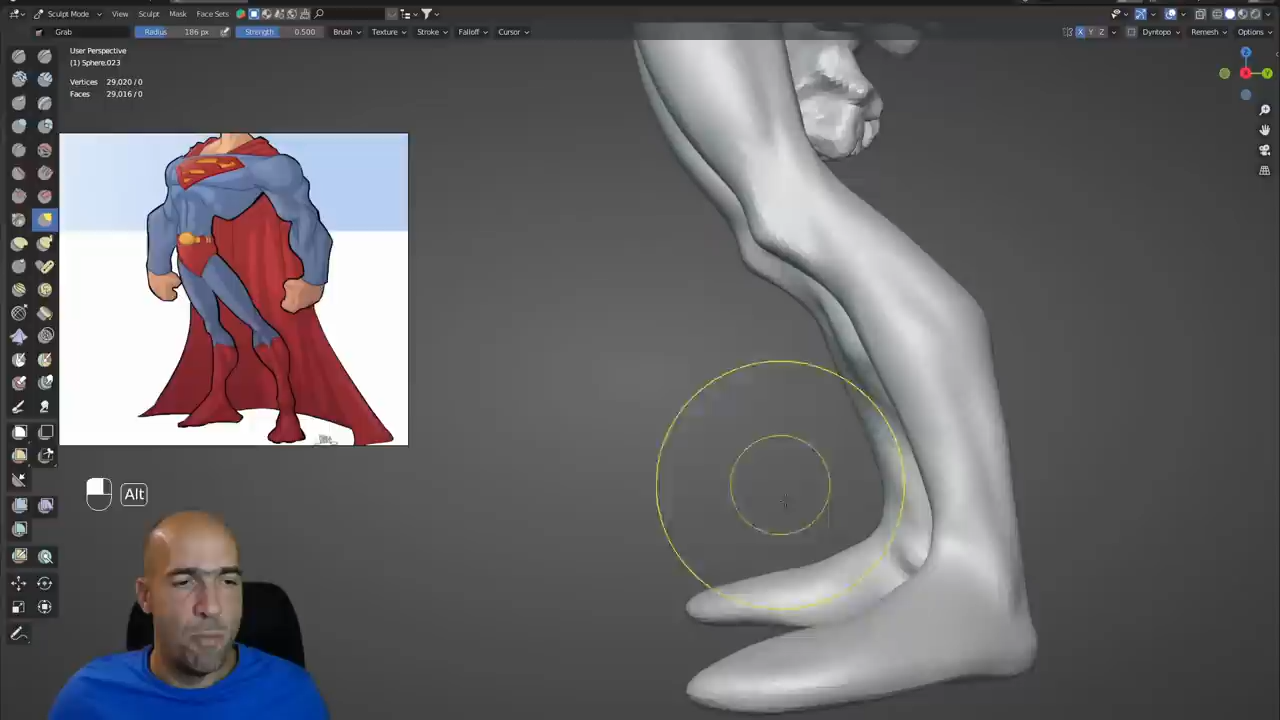 Sculpt Mode View Sculpt Mask Face Sets
Grab Radius 186 px Strength 0.500 Brush Texture Stroke Falloff Cursor X Y Z Dyntopo Remesh Options
User Perspective
(1) Sphere.023
Vertices 29,020 / 0
Faces 29,016 / 0
Z
X Y
Alt